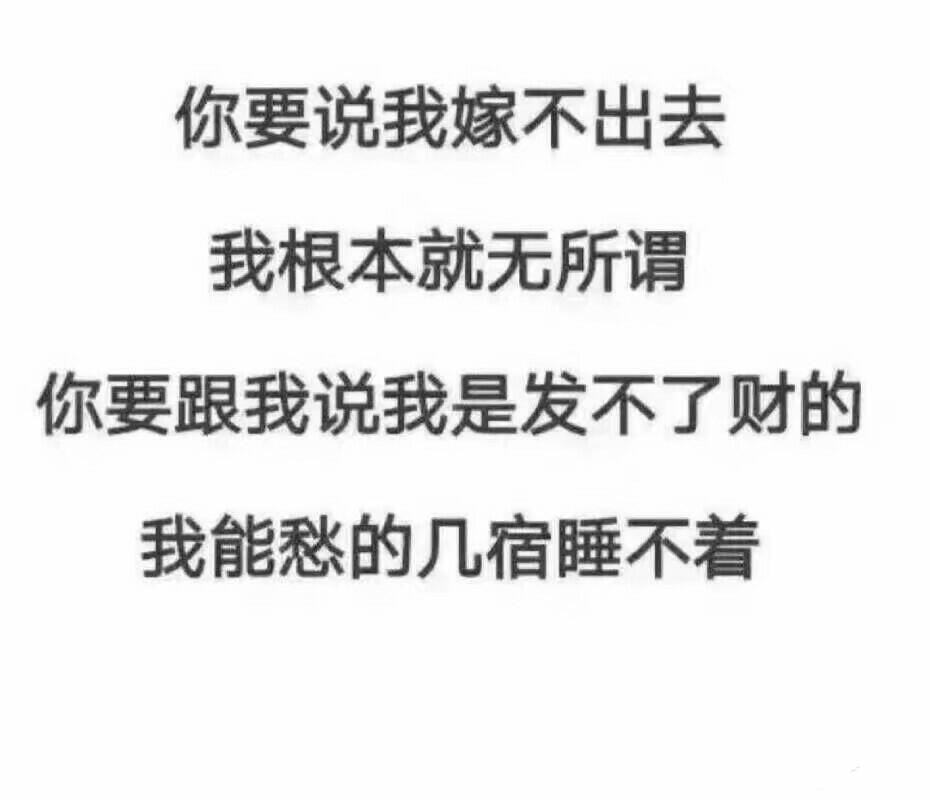 你要说我嫁不出去
我根本就无所谓
你要跟我说我是发不了财的
我能愁的几宿睡不着